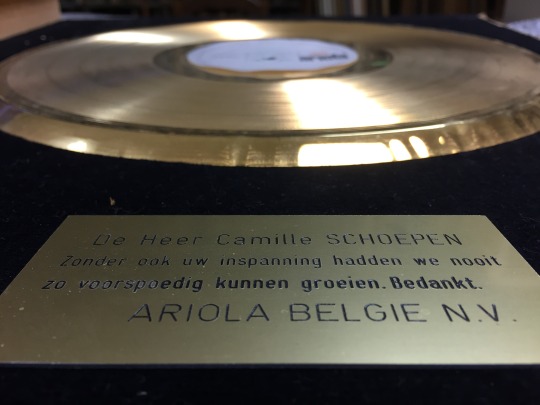 De Heer Camille SCHOEPEN
Zonder ook uw inspanning hadden we nooit
zo voorspoedig kunnen groeien. Bedankt.
ARIOLA BELGIE N.V.